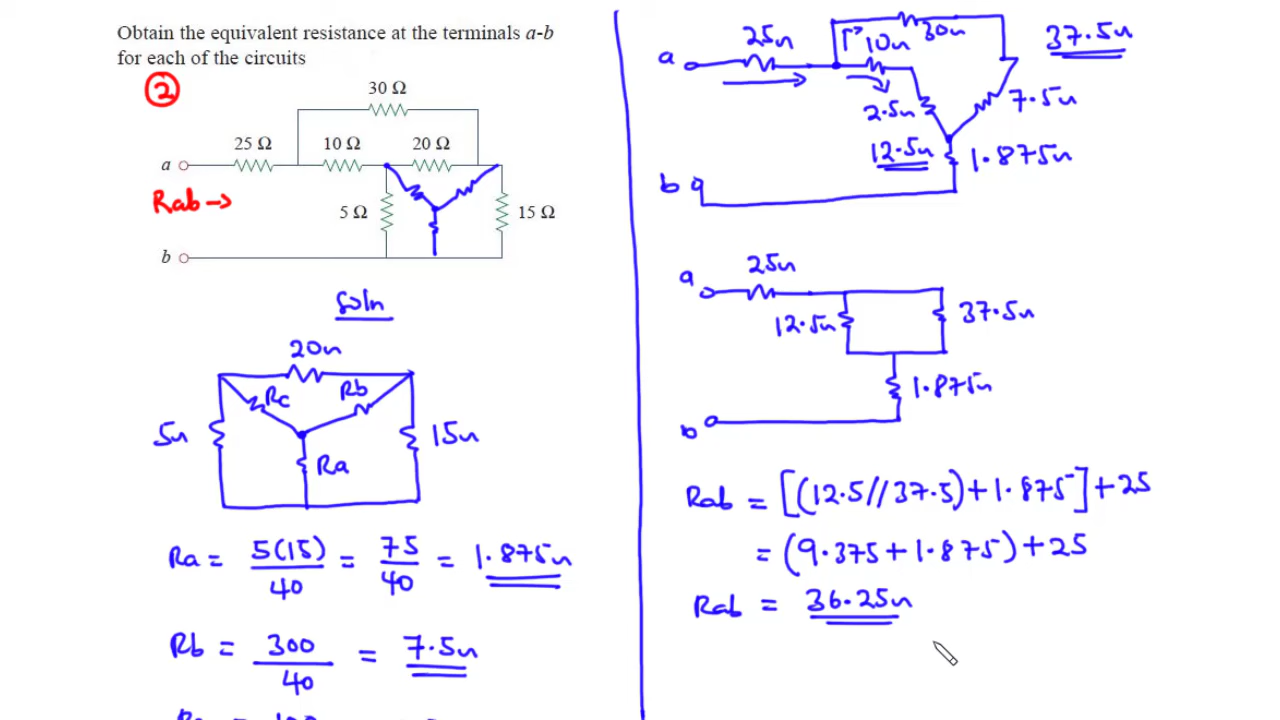 Obtain the equivalent resistance at the terminals a-b
for each of the circuits
2
30 Ω
25 Ω 10 Ω 20 Ω
a
Rab →
5 Ω 15 Ω
b
Soln
20Ω
Rc Rb
5Ω 15Ω
Ra
Ra = 5(15)/40 = 75/40 = 1.875Ω
Rb = 300/40 = 7.5Ω
25Ω 10Ω 30Ω 37.5Ω
a
2.5Ω 7.5Ω
12.5Ω 1.875Ω
b
25Ω
a
12.5Ω 37.5Ω
1.875Ω
b
Rab = [(12.5//37.5)+1.875]+25
= (9.375+1.875)+25
Rab = 36.25Ω